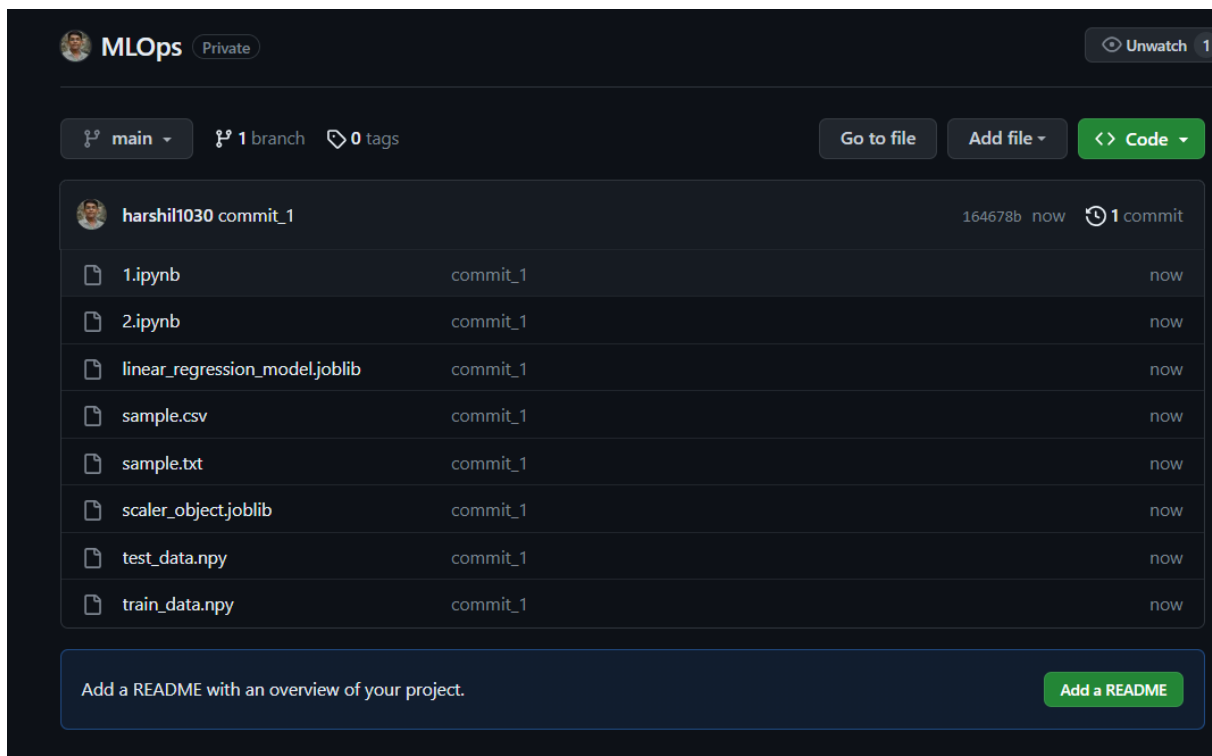 MLOps Private Unwatch 1
main 1 branch 0 tags Go to file Add file <> Code
harshil1030 commit_1 164678b now 1 commit
1.ipynb commit_1 now
2.ipynb commit_1 now
linear_regression_model.joblib commit_1 now
sample.csv commit_1 now
sample.txt commit_1 now
scaler_object.joblib commit_1 now
test_data.npy commit_1 now
train_data.npy commit_1 now
Add a README with an overview of your project. Add a README